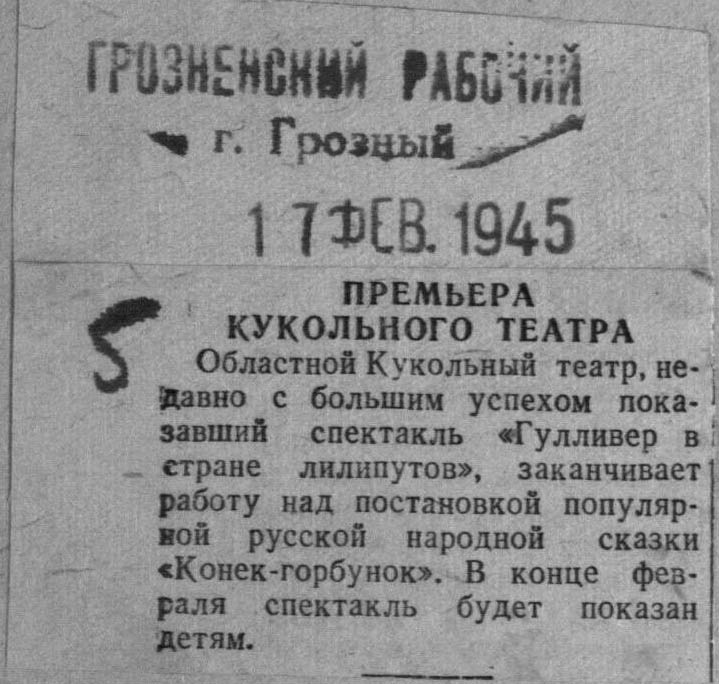 ГРОЗНЕНСКИЙ РАБОЧИЙ
г. Грозный
17 ФЕВ. 1945
5
ПРЕМЬЕРА
КУКОЛЬНОГО ТЕАТРА
Областной Кукольный театр, не-
давно с большим успехом пока-
завший спектакль «Гулливер в
стране лилипутов», заканчивает
работу над постановкой популяр-
ной русской народной сказки
«Конек-горбунок». В конце фев-
раля спектакль будет показан
детям.